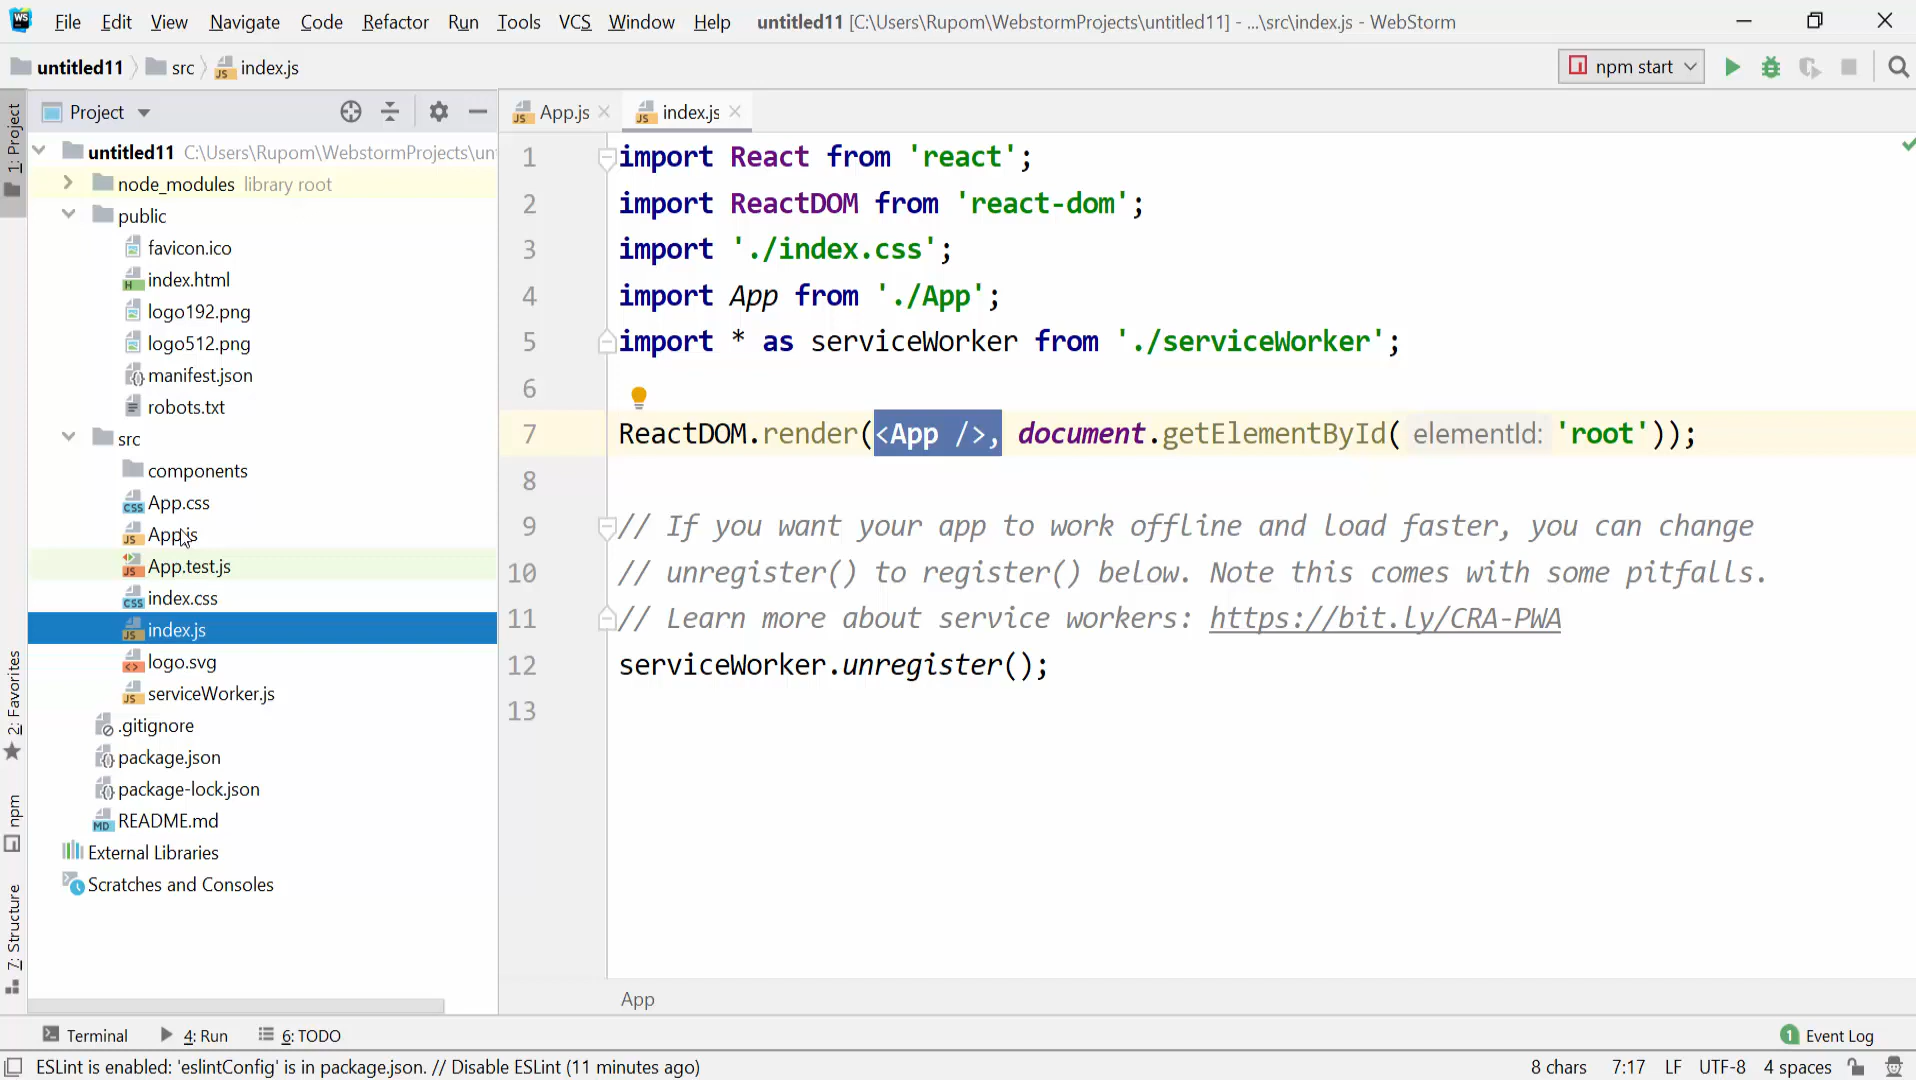 WS File Edit View Navigate Code Refactor Run Tools VCS Window Help untitled11 [C:\Users\Rupom\WebstormProjects\untitled11] - ...\src\index.js - WebStorm
untitled11 src index.js npm start
1: Project
2: Favorites
npm
7: Structure
Project
untitled11 C:\Users\Rupom\WebstormProjects\un
node_modules library root
public
favicon.ico
index.html
logo192.png
logo512.png
manifest.json
robots.txt
src
components
App.css
App.js
App.test.js
index.css
index.js
logo.svg
serviceWorker.js
.gitignore
package.json
package-lock.json
README.md
External Libraries
Scratches and Consoles
App.js index.js
1 import React from 'react';
2 import ReactDOM from 'react-dom';
3 import './index.css';
4 import App from './App';
5 import * as serviceWorker from './serviceWorker';
6
7 ReactDOM.render(<App />, document.getElementById( elementId: 'root'));
8
9 // If you want your app to work offline and load faster, you can change
10 // unregister() to register() below. Note this comes with some pitfalls.
11 // Learn more about service workers: https://bit.ly/CRA-PWA
12 serviceWorker.unregister();
13
App
Terminal 4: Run 6: TODO 1 Event Log
ESLint is enabled: 'eslintConfig' is in package.json. // Disable ESLint (11 minutes ago) 8 chars 7:17 LF UTF-8 4 spaces